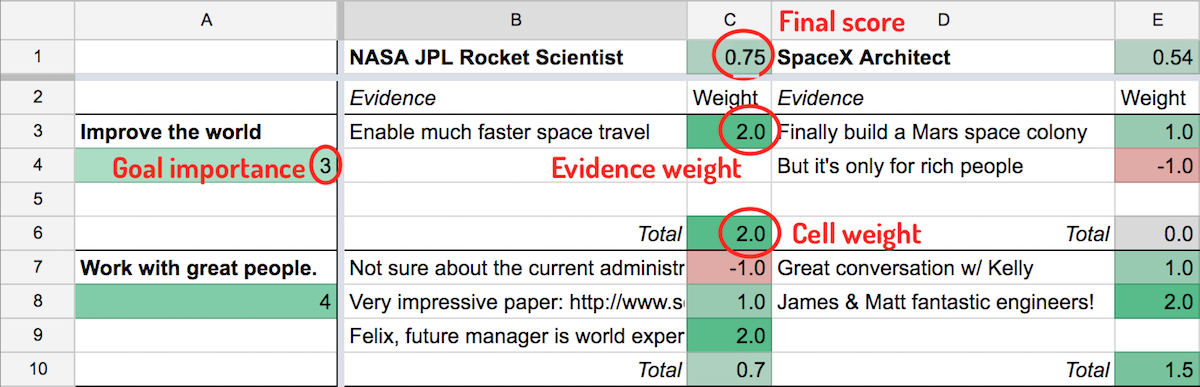 A B C Final score D E
1 NASA JPL Rocket Scientist 0.75 SpaceX Architect 0.54
2 Evidence Weight Evidence Weight
3 Improve the world Enable much faster space travel 2.0 Finally build a Mars space colony 1.0
4 Goal importance 3 Evidence weight But it's only for rich people -1.0
5
6 Total 2.0 Cell weight Total 0.0
7 Work with great people. Not sure about the current administr -1.0 Great conversation w/ Kelly 1.0
8 4 Very impressive paper: http://www.s 1.0 James & Matt fantastic engineers! 2.0
9 Felix, future manager is world exper 2.0
10 Total 0.7 Total 1.5